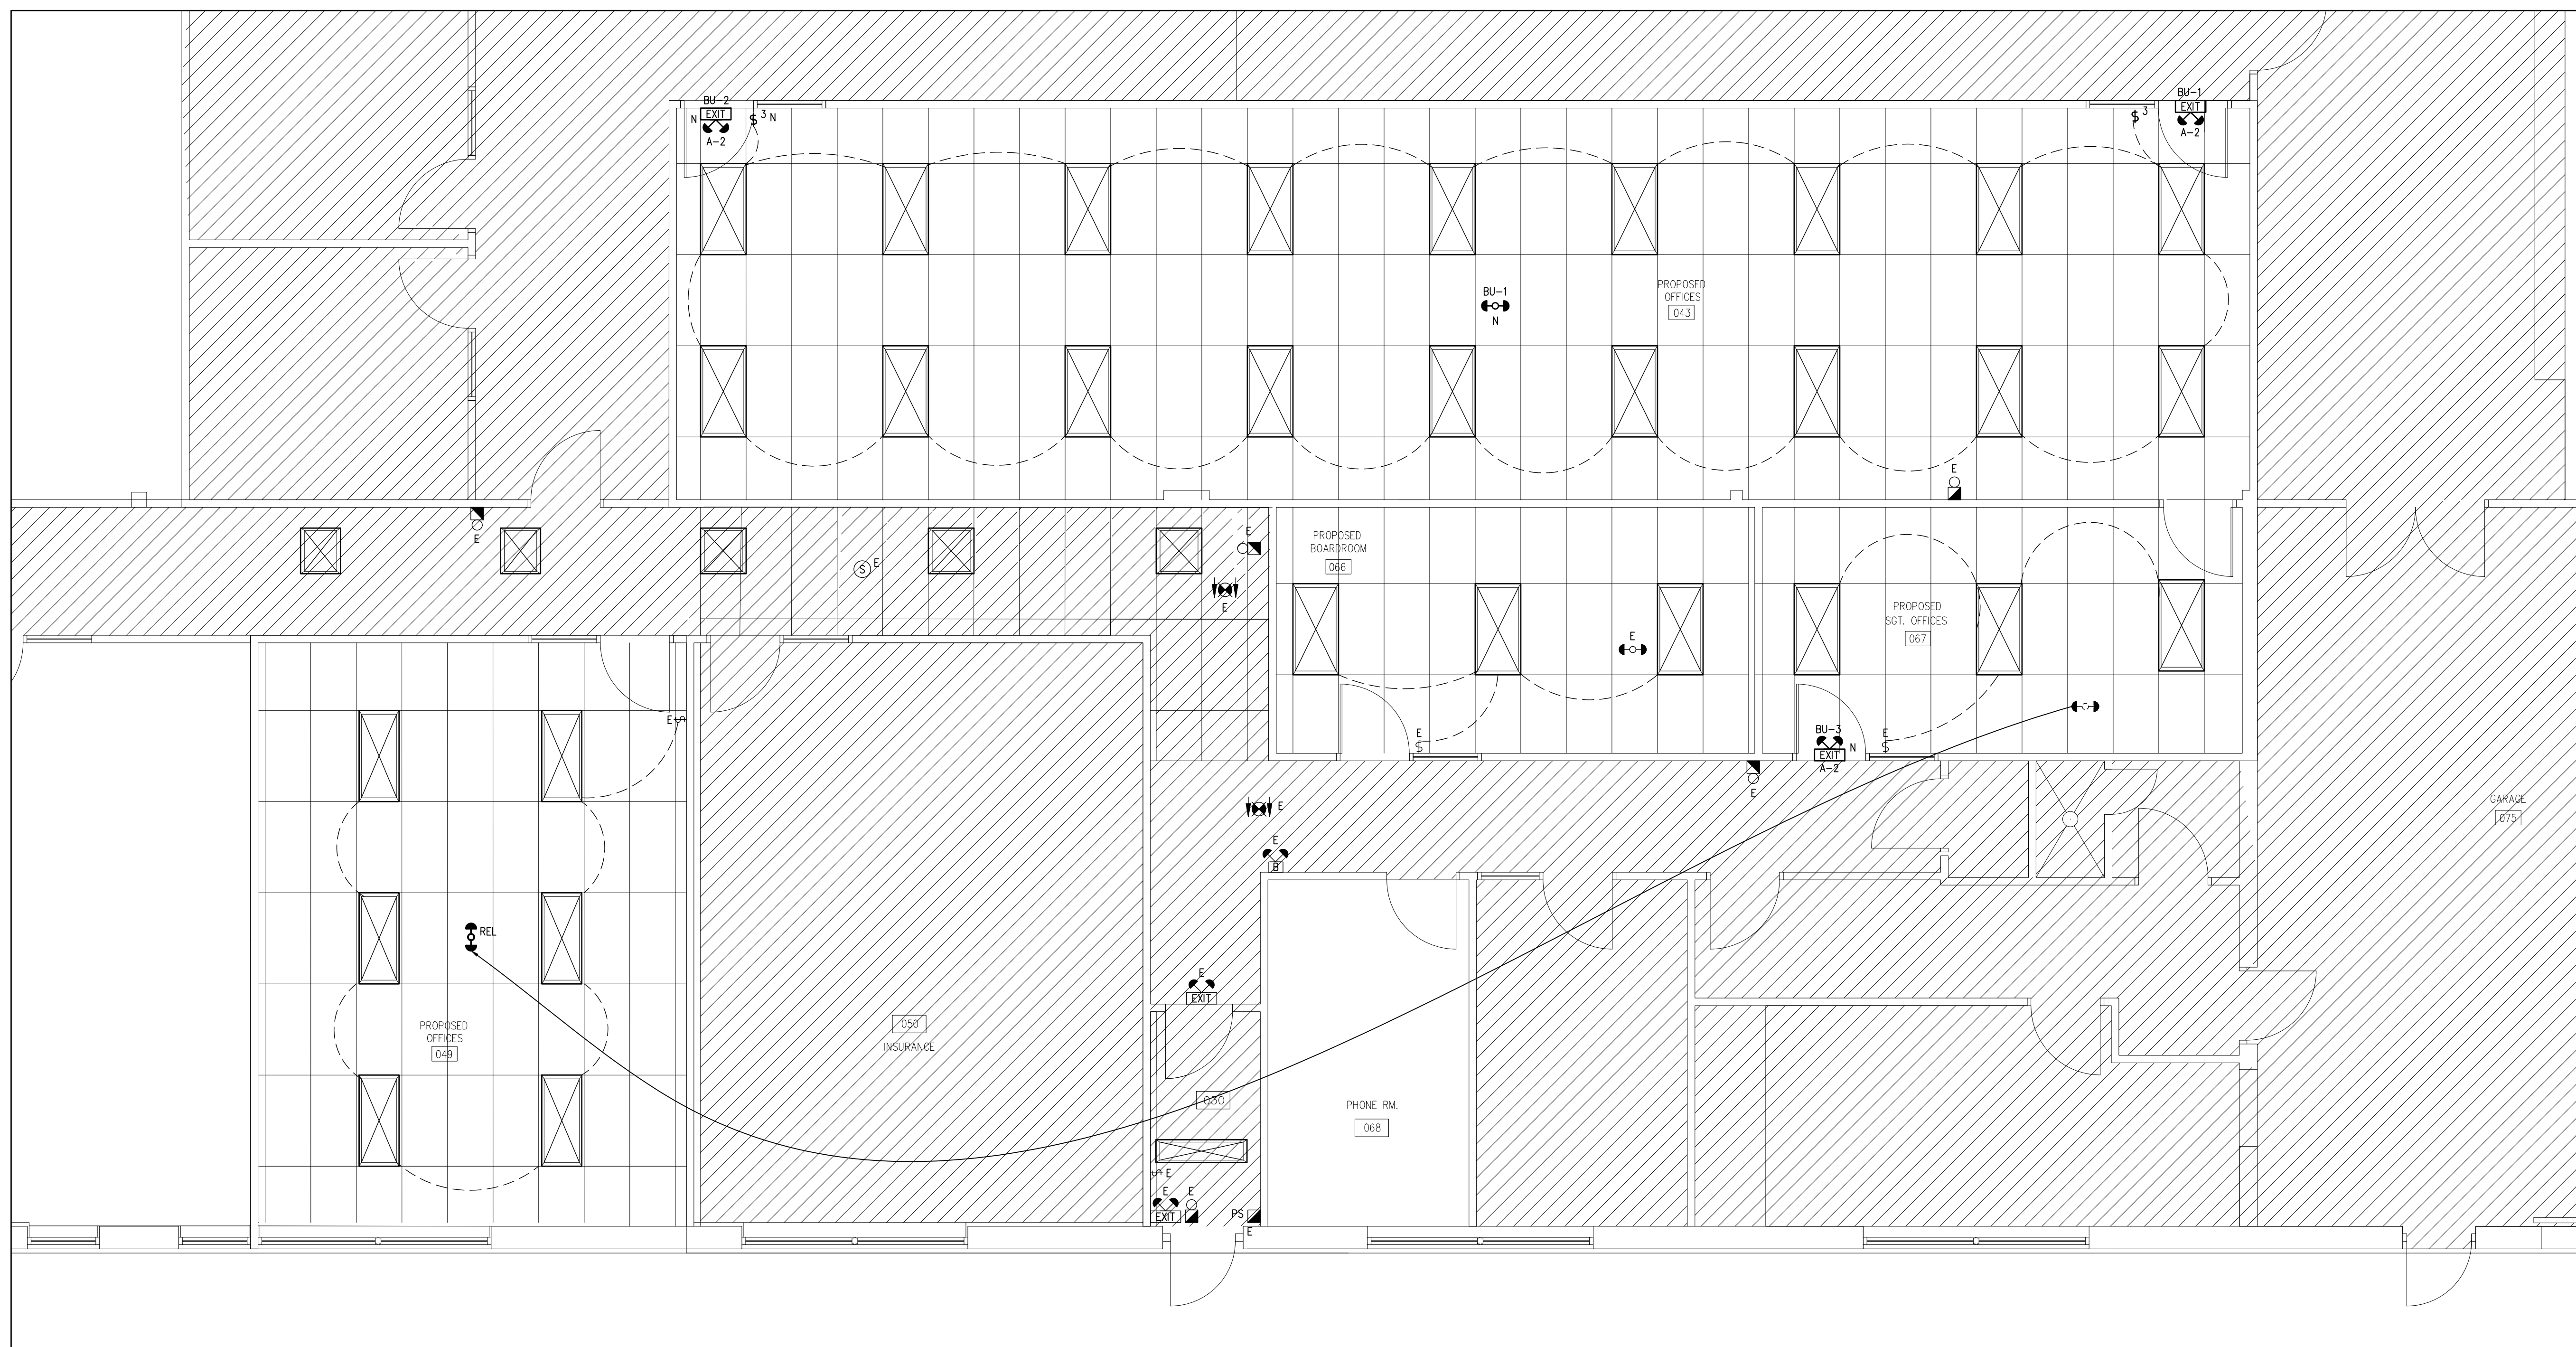 BU-2
EXIT
N
A-2
$ 3 N
BU-1
EXIT
$ 3
A-2
BU-1
N
PROPOSED
OFFICES
043
E
E
E
S E
E
PROPOSED
BOARDROOM
066
E
PROPOSED
SGT. OFFICES
067
E $
E
$
E
$
BU-3
EXIT
N
A-2
E
E
E
B
GARAGE
075
REL
E
EXIT
PROPOSED
OFFICES
049
050
INSURANCE
030
PHONE RM.
068
$ E
E
EXIT
E
PS
E